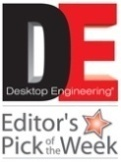 DE
Desktop Engineering®
Editor's
Pick of the Week